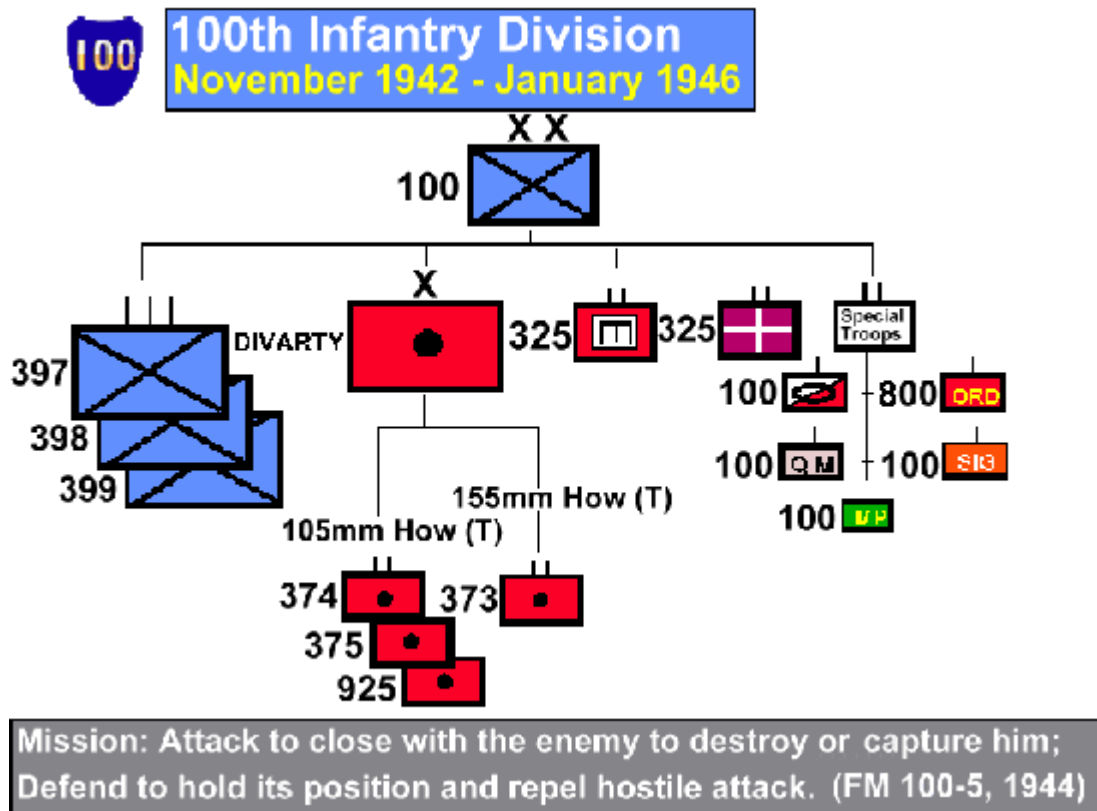 100
100th Infantry Division
November 1942 - January 1946
X X
100
X
DIVARTY
325
325
Special
Troops
397
398
399
100
800
ORD
100
QM
100
SIG
100
MP
155mm How (T)
105mm How (T)
374
373
375
925
Mission: Attack to close with the enemy to destroy or capture him;
Defend to hold its position and repel hostile attack. (FM 100-5, 1944)